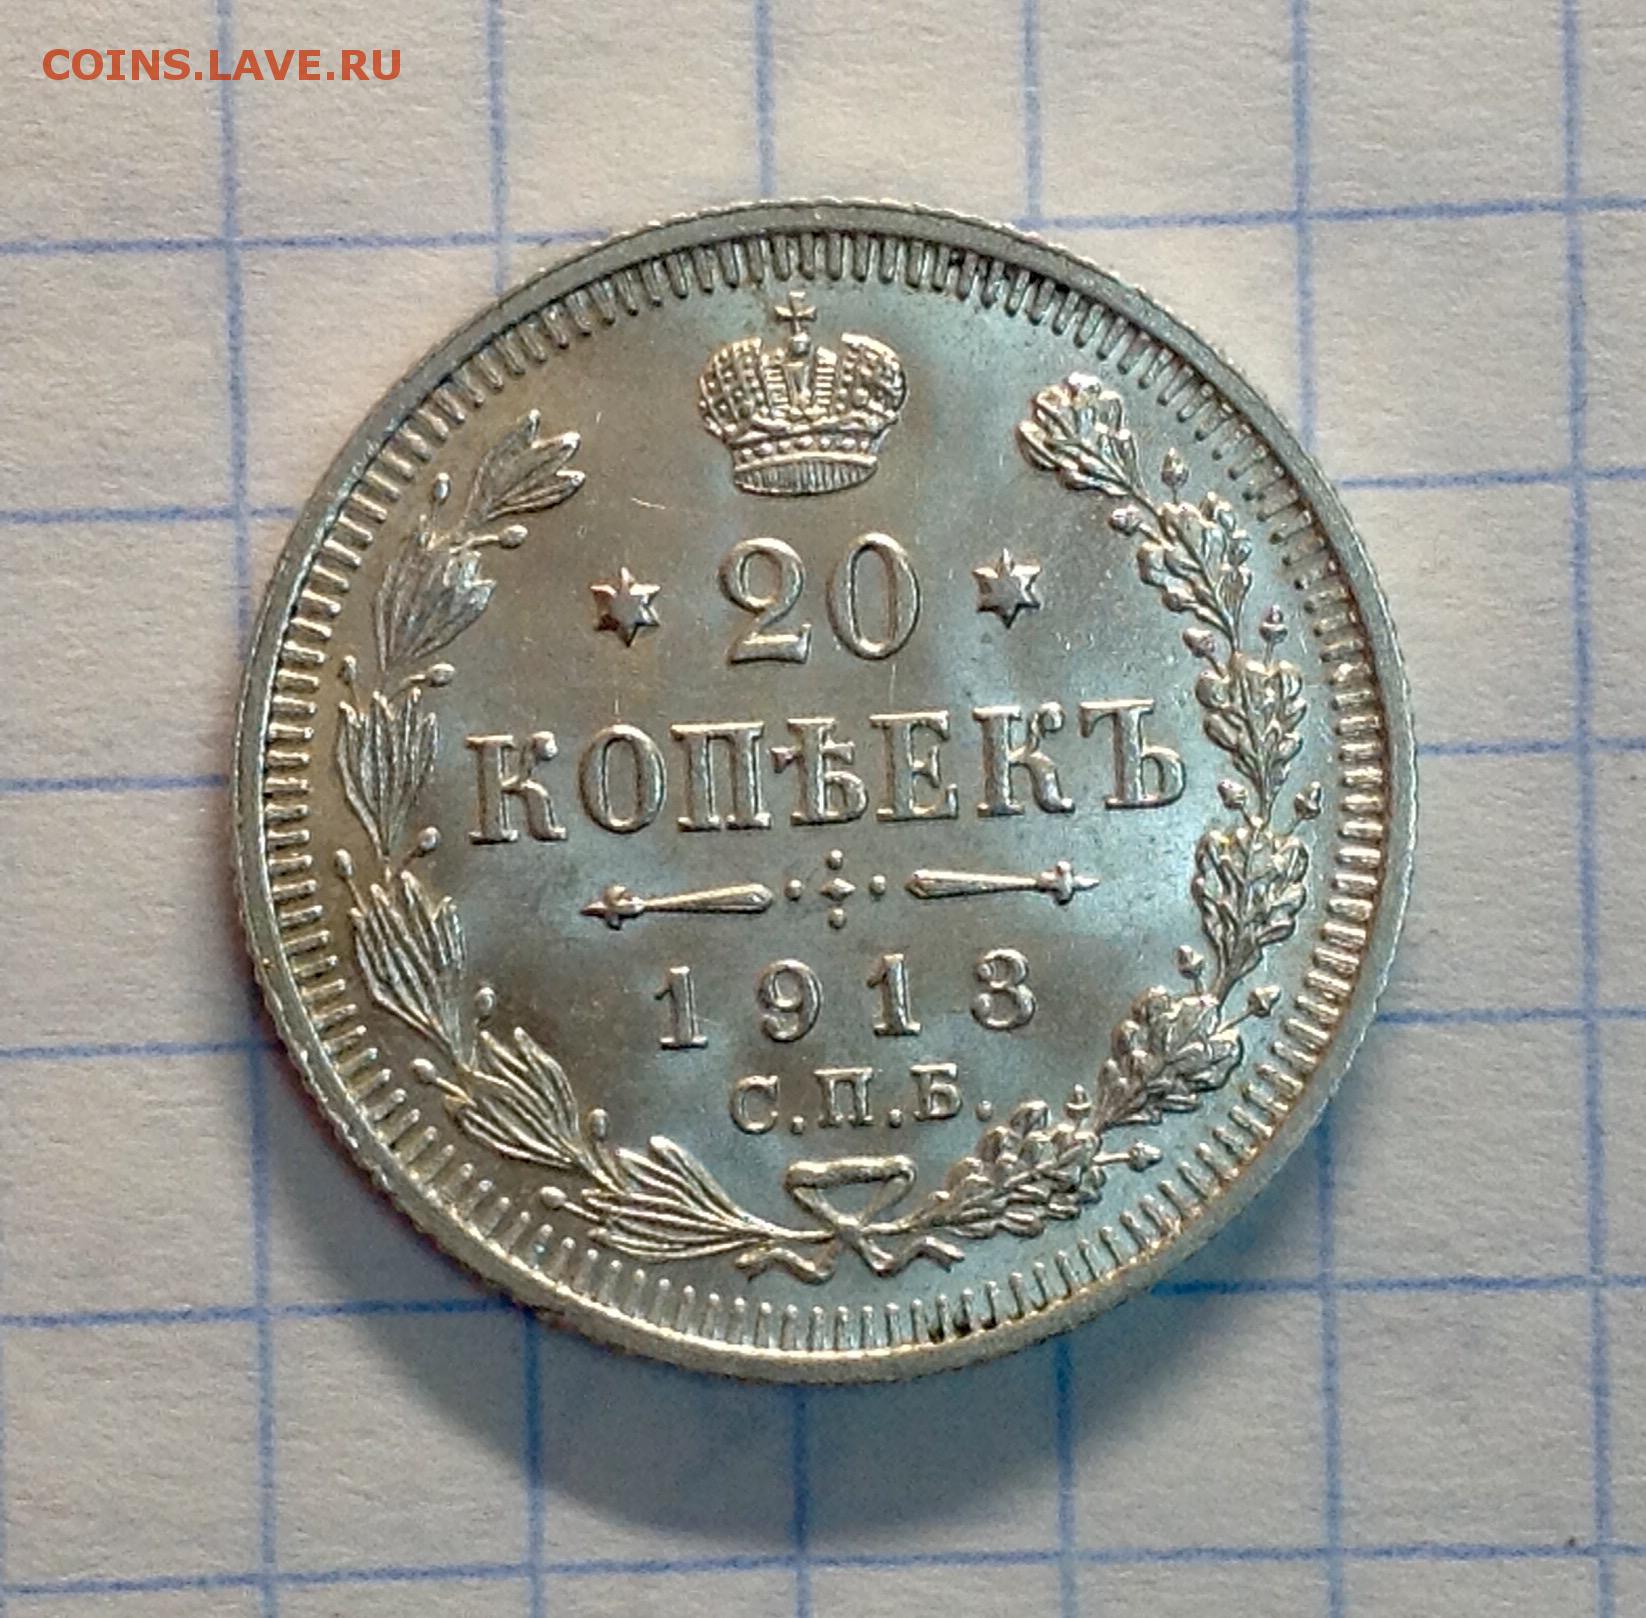 COINS.LAVE.RU
20
КОПѢЕКЪ
1913
С.П.Б.